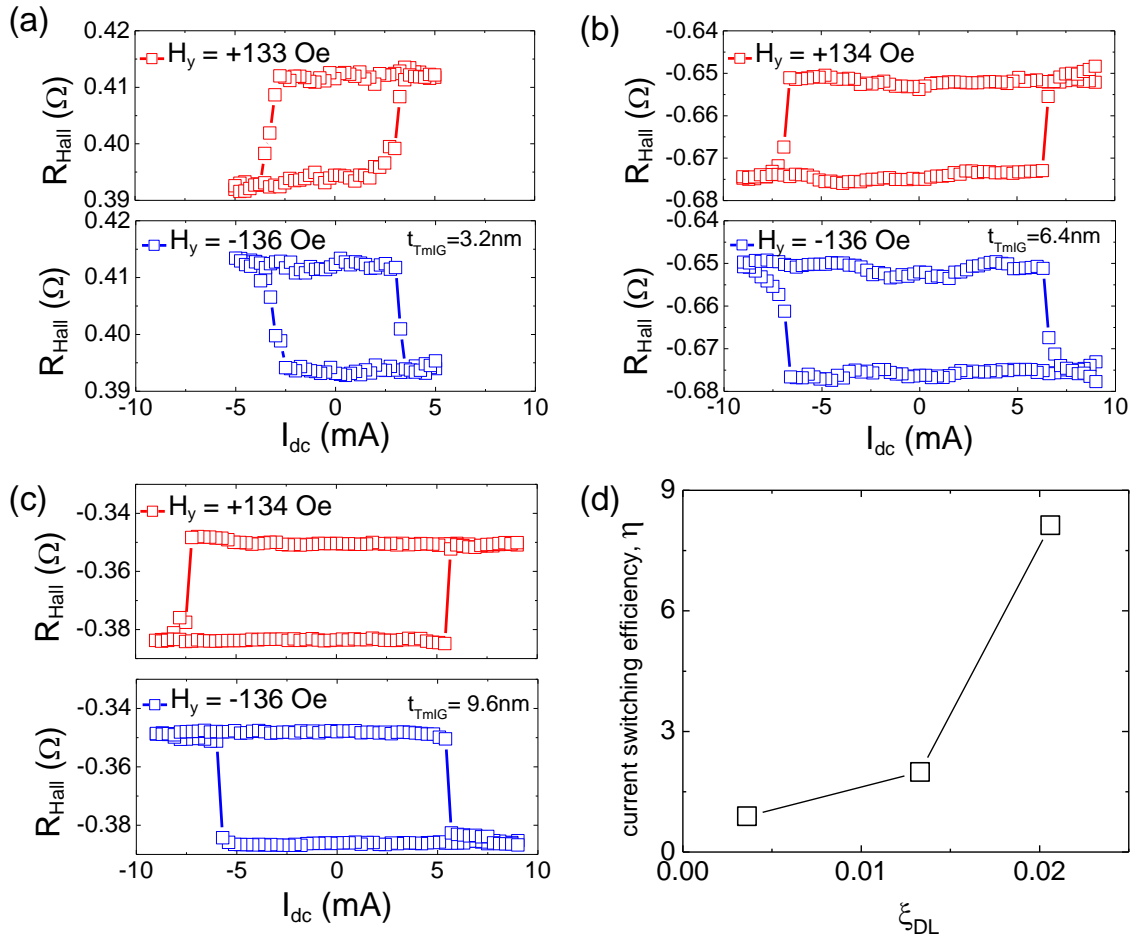 (a)
H_y = +133 Oe
0.42
0.41
0.40
0.39
R_Hall (Ω)
H_y = -136 Oe
t_TmIG=3.2nm
0.42
0.41
0.40
0.39
R_Hall (Ω)
-10 -5 0 5 10
I_dc (mA)
(b)
H_y = +134 Oe
-0.64
-0.65
-0.66
-0.67
-0.68
R_Hall (Ω)
H_y = -136 Oe
t_TmIG=6.4nm
-0.64
-0.65
-0.66
-0.67
-0.68
R_Hall (Ω)
-10 -5 0 5 10
I_dc (mA)
(c)
H_y = +134 Oe
-0.34
-0.36
-0.38
R_Hall (Ω)
H_y = -136 Oe
t_TmIG= 9.6nm
-0.34
-0.36
-0.38
R_Hall (Ω)
-10 -5 0 5 10
I_dc (mA)
(d)
9
6
3
0
current switching efficiency, η
0.00 0.01 0.02
ξ_DL